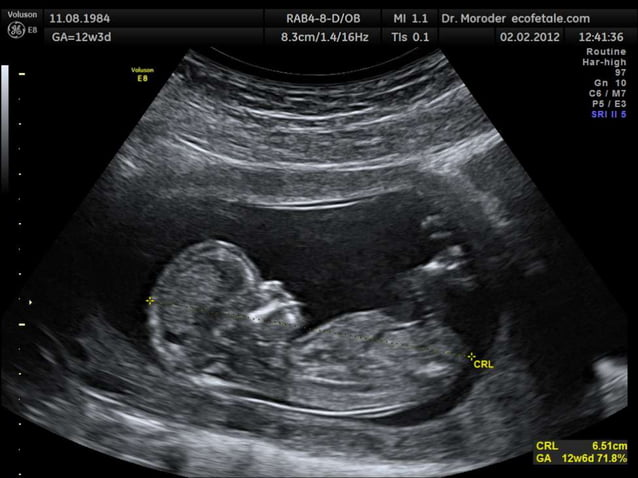 Voluson
E8
11.08.1984
GA=12w3d
RAB4-8-D/OB
8.3cm/1.4/16Hz
MI 1.1
TIs 0.1
Dr. Moroder ecofetale.com
02.02.2012
12:41:36
Voluson
E8
Routine
Har-high
97
Gn 10
C6 / M7
P5 / E3
SRI II 5
CRL
CRL 6.51cm
GA 12w6d 71.8%